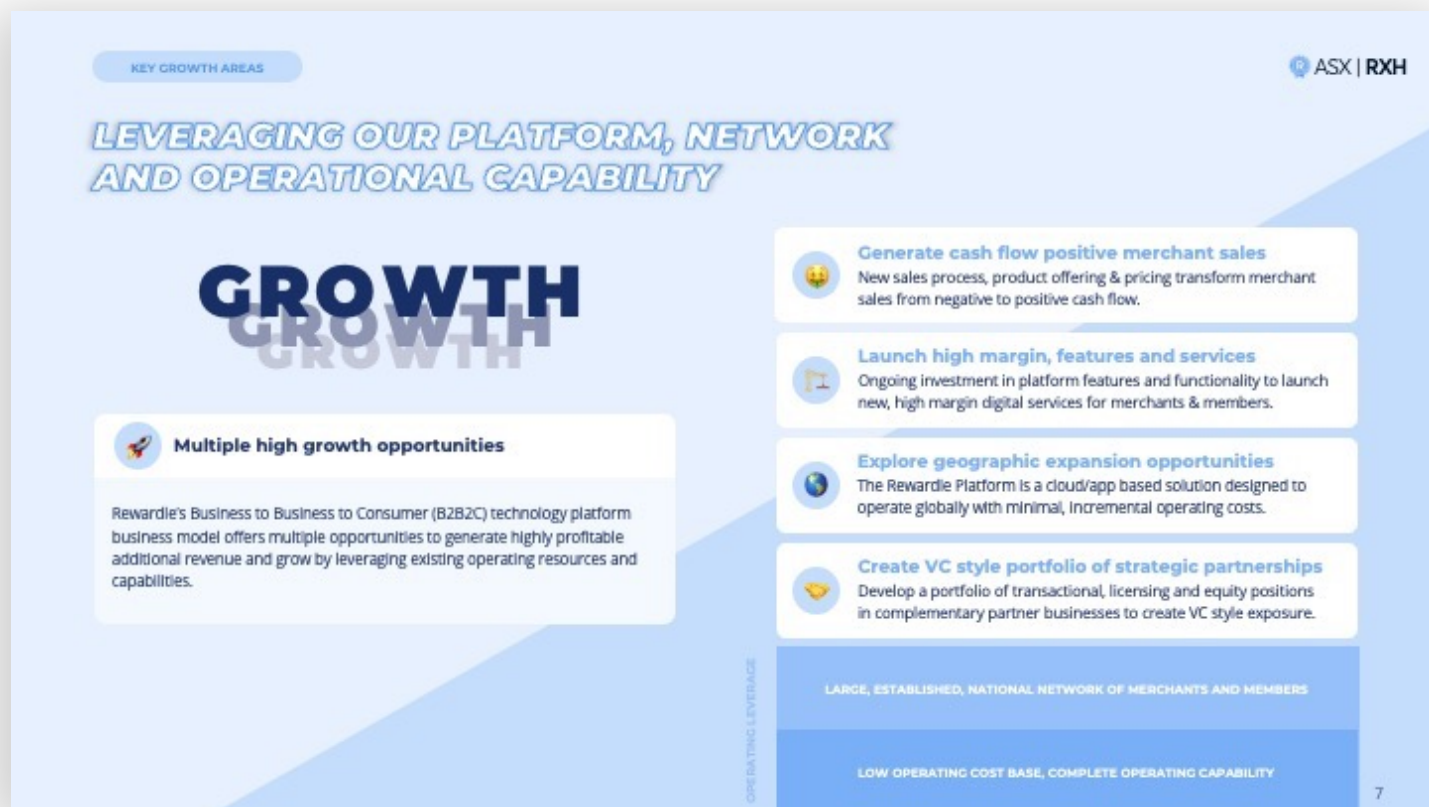 KEY GROWTH AREAS
ASX | RXH
LEVERAGING OUR PLATFORM, NETWORK
AND OPERATIONAL CAPABILITY
GROWTH
GROWTH
GROWTH
Multiple high growth opportunities
Rewardle's Business to Business to Consumer (B2B2C) technology platform
business model offers multiple opportunities to generate highly profitable
additional revenue and grow by leveraging existing operating resources and
capabilities.
Generate cash flow positive merchant sales
New sales process, product offering & pricing transform merchant
sales from negative to positive cash flow.
Launch high margin, features and services
Ongoing investment in platform features and functionality to launch
new, high margin digital services for merchants & members.
Explore geographic expansion opportunities
The Rewardle Platform is a cloud/app based solution designed to
operate globally with minimal, incremental operating costs.
Create VC style portfolio of strategic partnerships
Develop a portfolio of transactional, licensing and equity positions
in complementary partner businesses to create VC style exposure.
OPERATING LEVERAGE
LARGE, ESTABLISHED, NATIONAL NETWORK OF MERCHANTS AND MEMBERS
LOW OPERATING COST BASE, COMPLETE OPERATING CAPABILITY
7